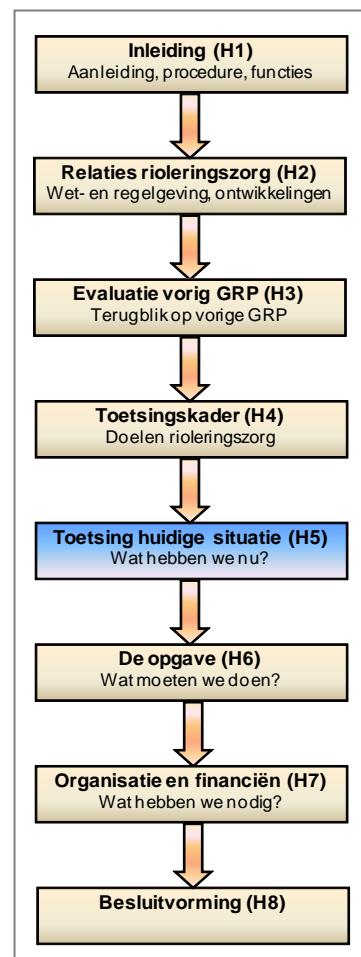 Inleiding (H1)
Aanleiding, procedure, functies
Relaties rioleringszorg (H2)
Wet- en regelgeving, ontwikkelingen
Evaluatie vorig GRP (H3)
Terugblik op vorige GRP
Toetsingskader (H4)
Doelen rioleringszorg
Toetsing huidige situatie (H5)
Wat hebben we nu?
De opgave (H6)
Wat moeten we doen?
Organisatie en financiën (H7)
Wat hebben we nodig?
Besluitvorming (H8)